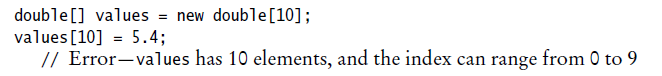 double[] values = new double[10];
values[10] = 5.4;
// Error—values has 10 elements, and the index can range from 0 to 9